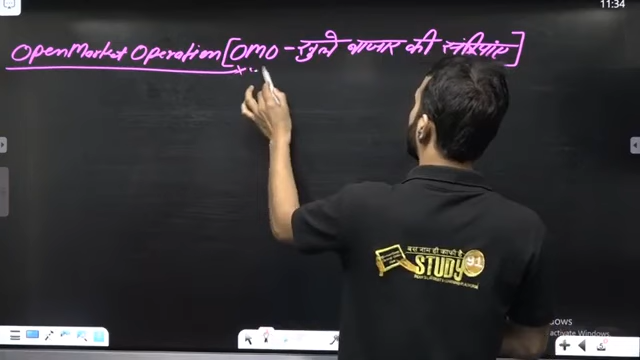 11:34
Open Market Operation [OMO - खुले बाजार की संक्रियाएं]
बस नाम ही काफी है
STUDY 91